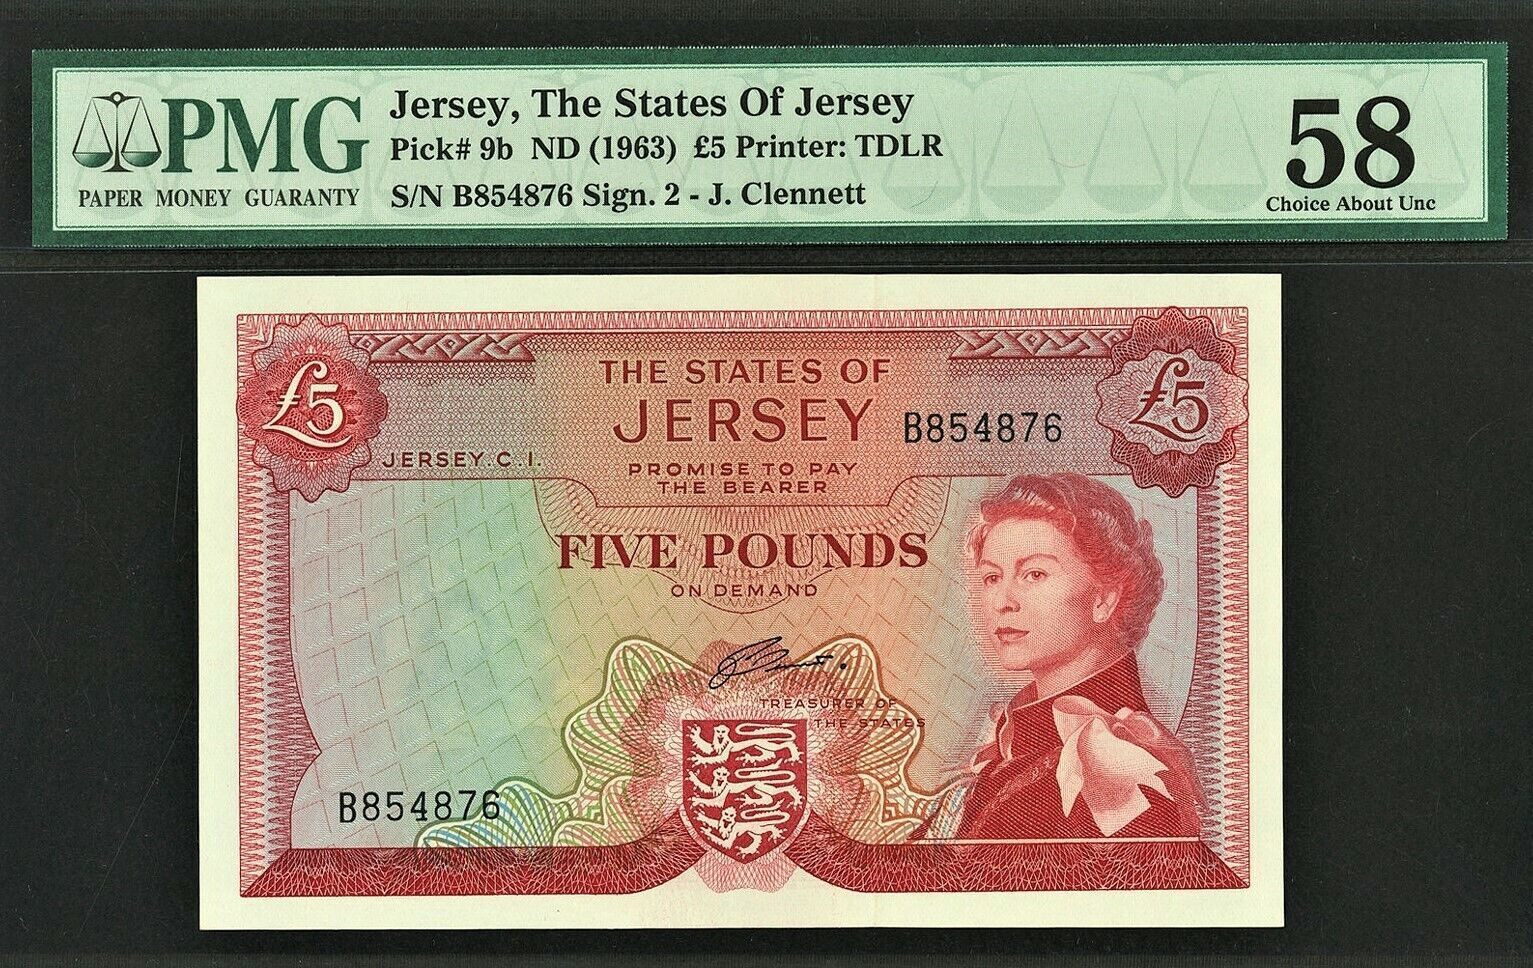 PMG
PAPER MONEY GUARANTY
Jersey, The States Of Jersey
Pick# 9b ND (1963) £5 Printer: TDLR
S/N B854876 Sign. 2 - J. Clennett
58
Choice About Unc
£5
£5
THE STATES OF
JERSEY
B854876
JERSEY.C.I.
PROMISE TO PAY
THE BEARER
FIVE POUNDS
ON DEMAND
TREASURER OF
THE STATES
B854876